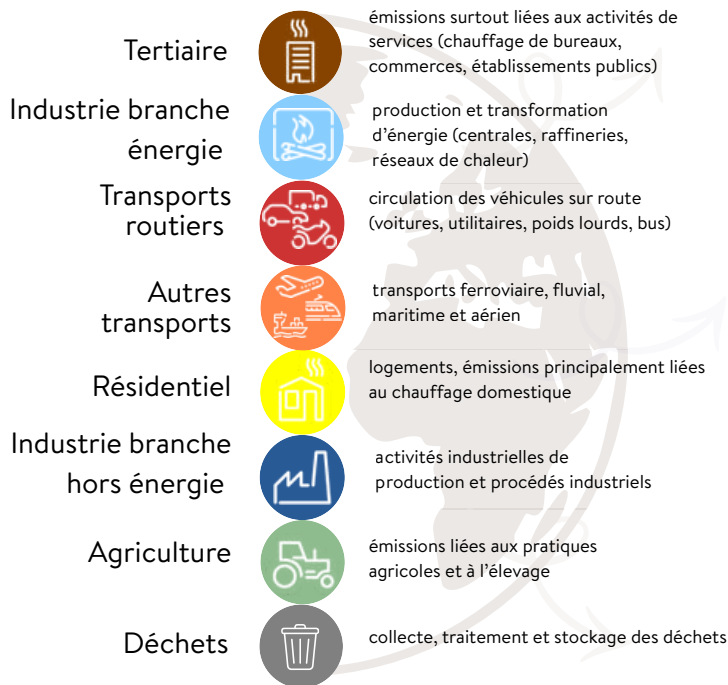 Tertiaire
émissions surtout liées aux activités de
services (chauffage de bureaux,
commerces, établissements publics)
Industrie branche
énergie
production et transformation
d'énergie (centrales, raffineries,
réseaux de chaleur)
Transports
routiers
circulation des véhicules sur route
(voitures, utilitaires, poids lourds, bus)
Autres
transports
transports ferroviaire, fluvial,
maritime et aérien
Résidentiel
logements, émissions principalement liées
au chauffage domestique
Industrie branche
hors énergie
activités industrielles de
production et procédés industriels
Agriculture
émissions liées aux pratiques
agricoles et à l'élevage
Déchets
collecte, traitement et stockage des déchets